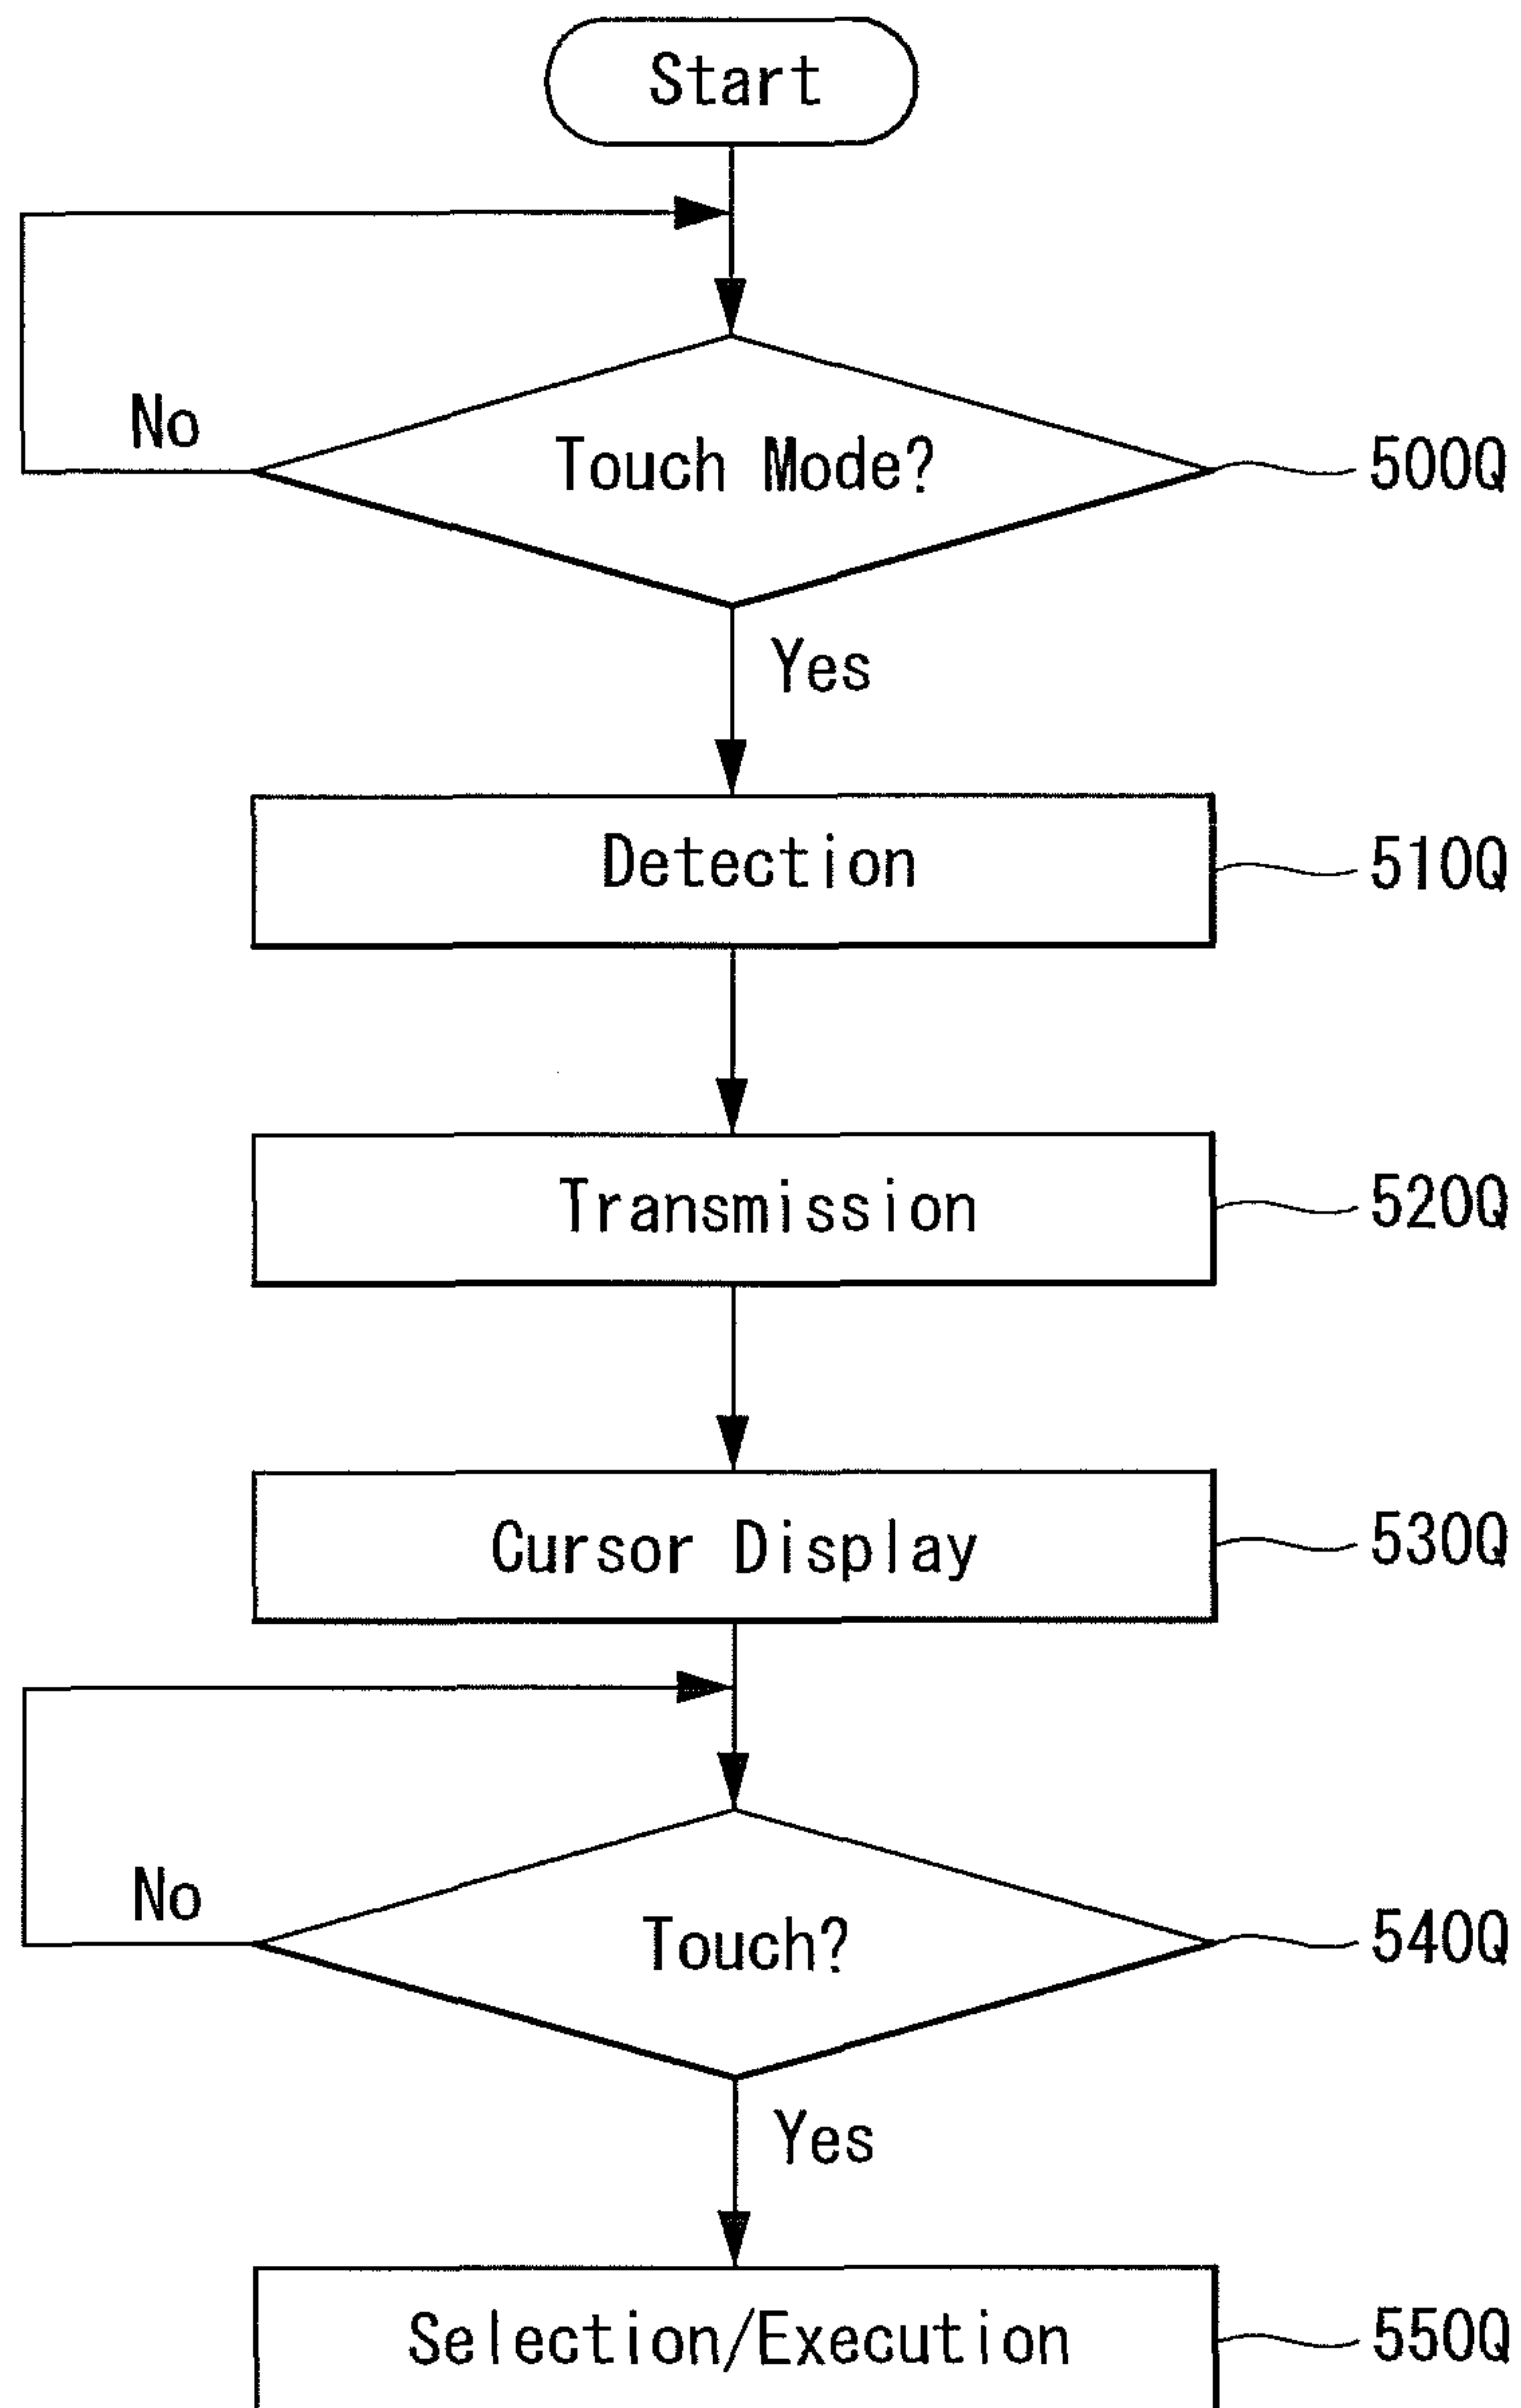 Start
No
Touch Mode?
500Q
Yes
Detection
510Q
Transmission
520Q
Cursor Display
530Q
No
Touch?
540Q
Yes
Selection/Execution
550Q